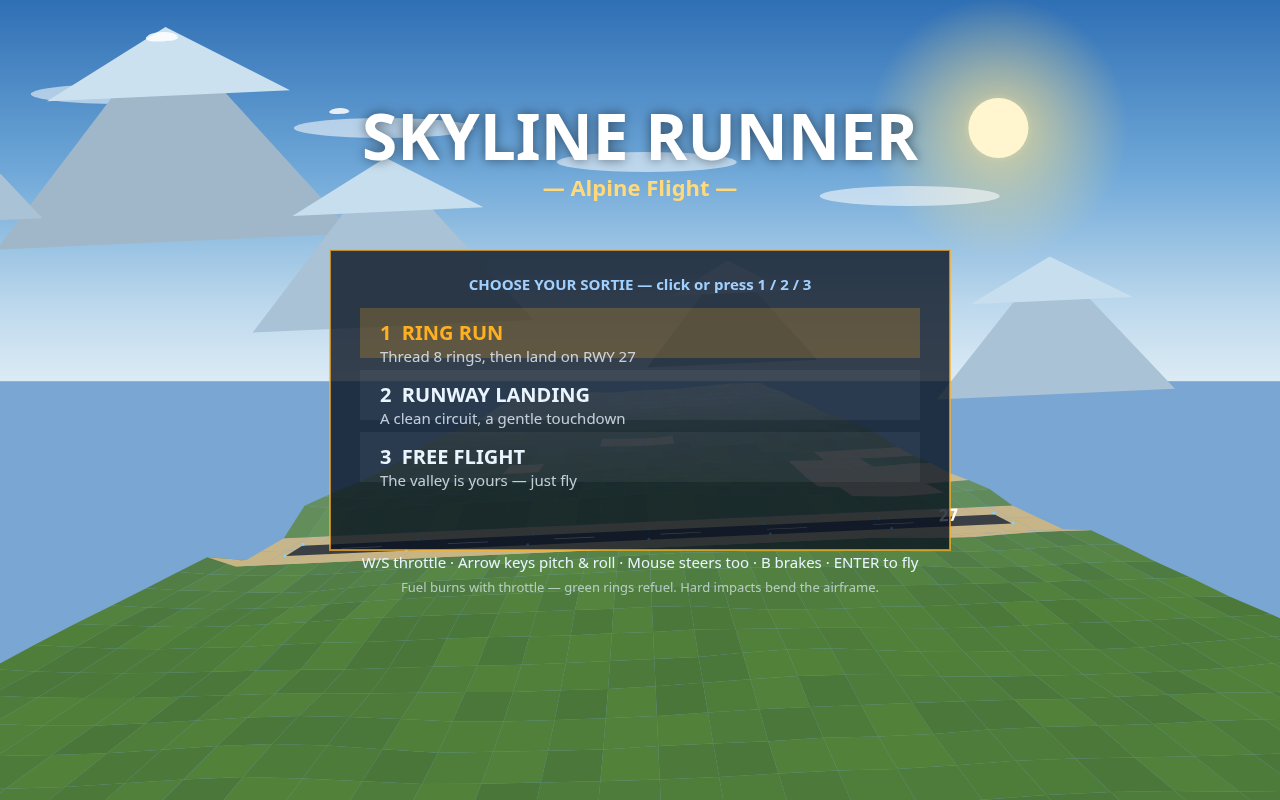 SKYLINE RUNNER
— Alpine Flight —
CHOOSE YOUR SORTIE — click or press 1 / 2 / 3
1 RING RUN
Thread 8 rings, then land on RWY 27
2 RUNWAY LANDING
A clean circuit, a gentle touchdown
3 FREE FLIGHT
The valley is yours — just fly
27
W/S throttle · Arrow keys pitch & roll · Mouse steers too · B brakes · ENTER to fly
Fuel burns with throttle — green rings refuel. Hard impacts bend the airframe.